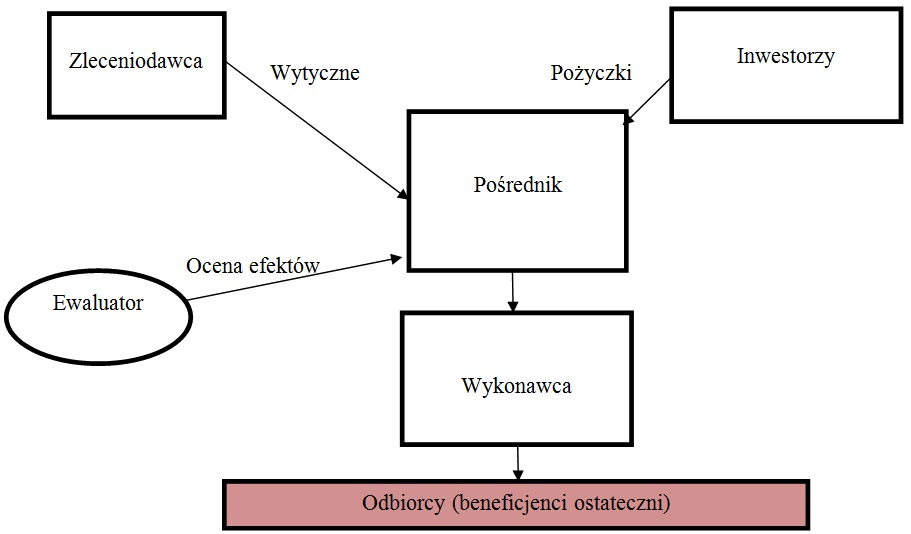 Zleceniodawca
Wytyczne
Pożyczki
Inwestorzy
Pośrednik
Ocena efektów
Ewaluator
Wykonawca
Odbiorcy (beneficjenci ostateczni)